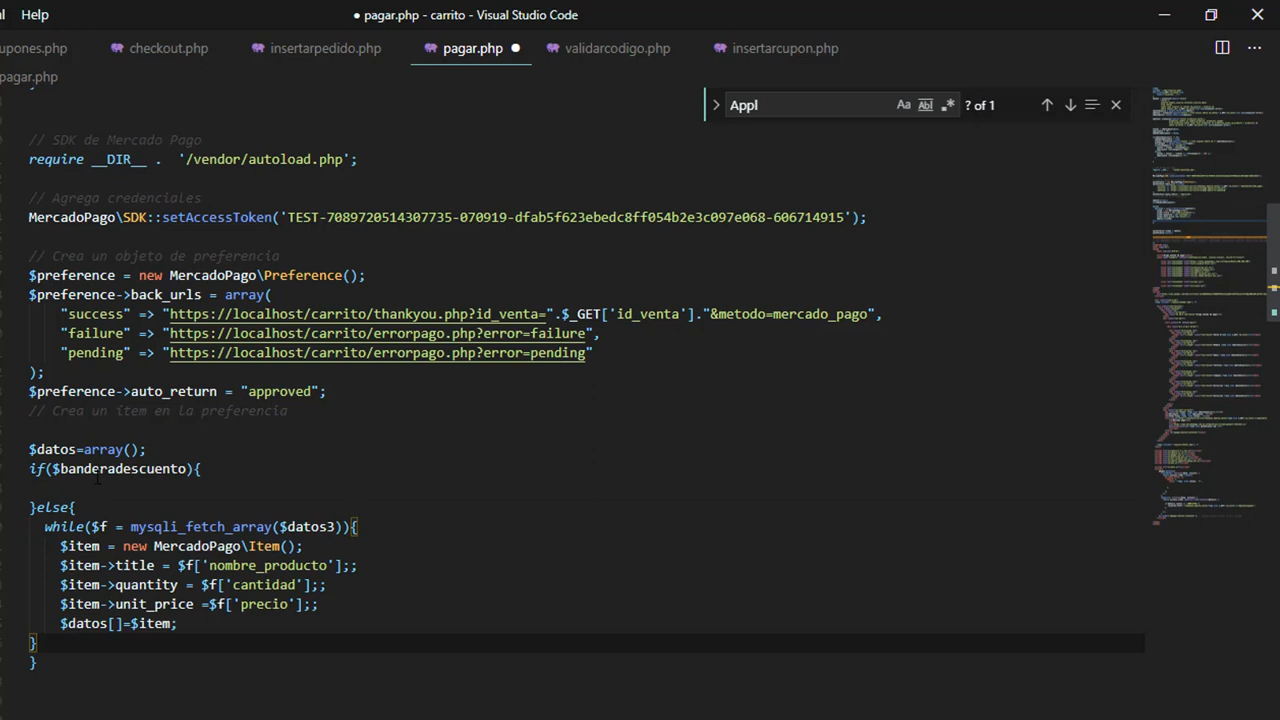 Help
pagar.php - carrito - Visual Studio Code
upones.php checkout.php insertarpedido.php pagar.php validarcodigo.php insertarcupon.php
pagar.php
Appl Aa Abl .* ? of 1
// SDK de Mercado Pago
require __DIR__ .  '/vendor/autoload.php';
// Agrega credenciales
MercadoPago\SDK::setAccessToken('TEST-7089720514307735-070919-dfab5f623ebedc8ff054b2e3c097e068-606714915');
// Crea un objeto de preferencia
$preference = new MercadoPago\Preference();
$preference->back_urls = array(
"success" => "https://localhost/carrito/thankyou.php?id_venta=".$_GET['id_venta']."&metodo=mercado_pago",
"failure" => "https://localhost/carrito/errorpago.php?error=failure",
"pending" => "https://localhost/carrito/errorpago.php?error=pending"
);
$preference->auto_return = "approved";
// Crea un ítem en la preferencia
$datos=array();
if($banderadescuento){
}else{
while($f = mysqli_fetch_array($datos3)){
$item = new MercadoPago\Item();
$item->title = $f['nombre_producto'];;
$item->quantity = $f['cantidad'];;
$item->unit_price =$f['precio'];;
$datos[]=$item;
}
}